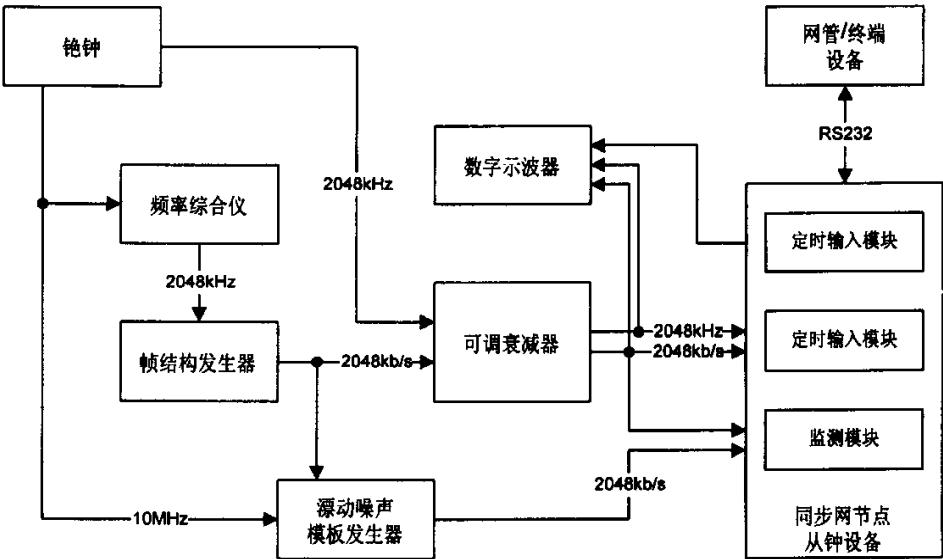 铯钟
网管/终端
设备
RS232
数字示波器
2048kHz
频率综合仪
定时输入模块
2048kHz
可调衰减器
2048kHz
定时输入模块
帧结构发生器
2048kb/s
2048kb/s
监测模块
2048kb/s
漂动噪声
模板发生器
10MHz
同步网节点
从钟设备